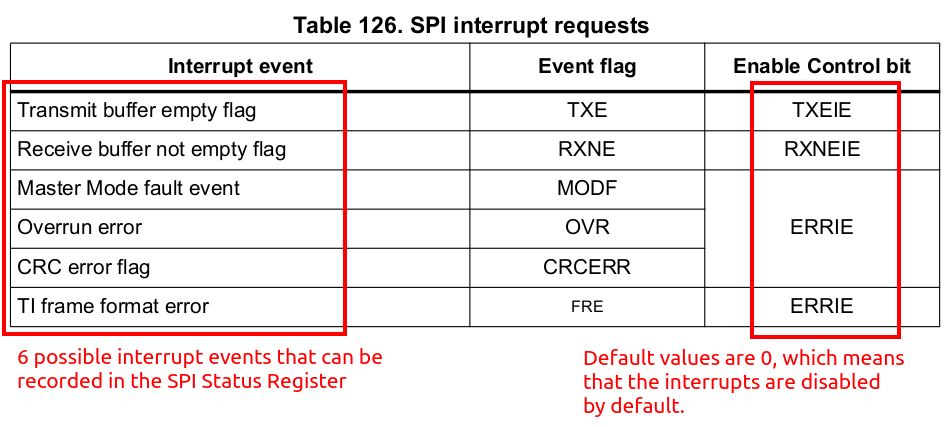 Table 126. SPI interrupt requests
Interrupt event Event flag Enable Control bit
Transmit buffer empty flag TXE TXEIE
Receive buffer not empty flag RXNE RXNEIE
Master Mode fault event MODF
Overrun error OVR ERRIE
CRC error flag CRCERR
TI frame format error FRE ERRIE
6 possible interrupt events that can be
recorded in the SPI Status Register
Default values are 0, which means
that the interrupts are disabled
by default.